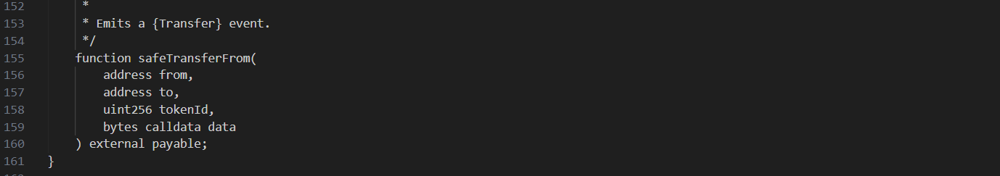 152 *
153 * Emits a {Transfer} event.
154 */
155 function safeTransferFrom(
156 address from,
157 address to,
158 uint256 tokenId,
159 bytes calldata data
160 ) external payable;
161 }